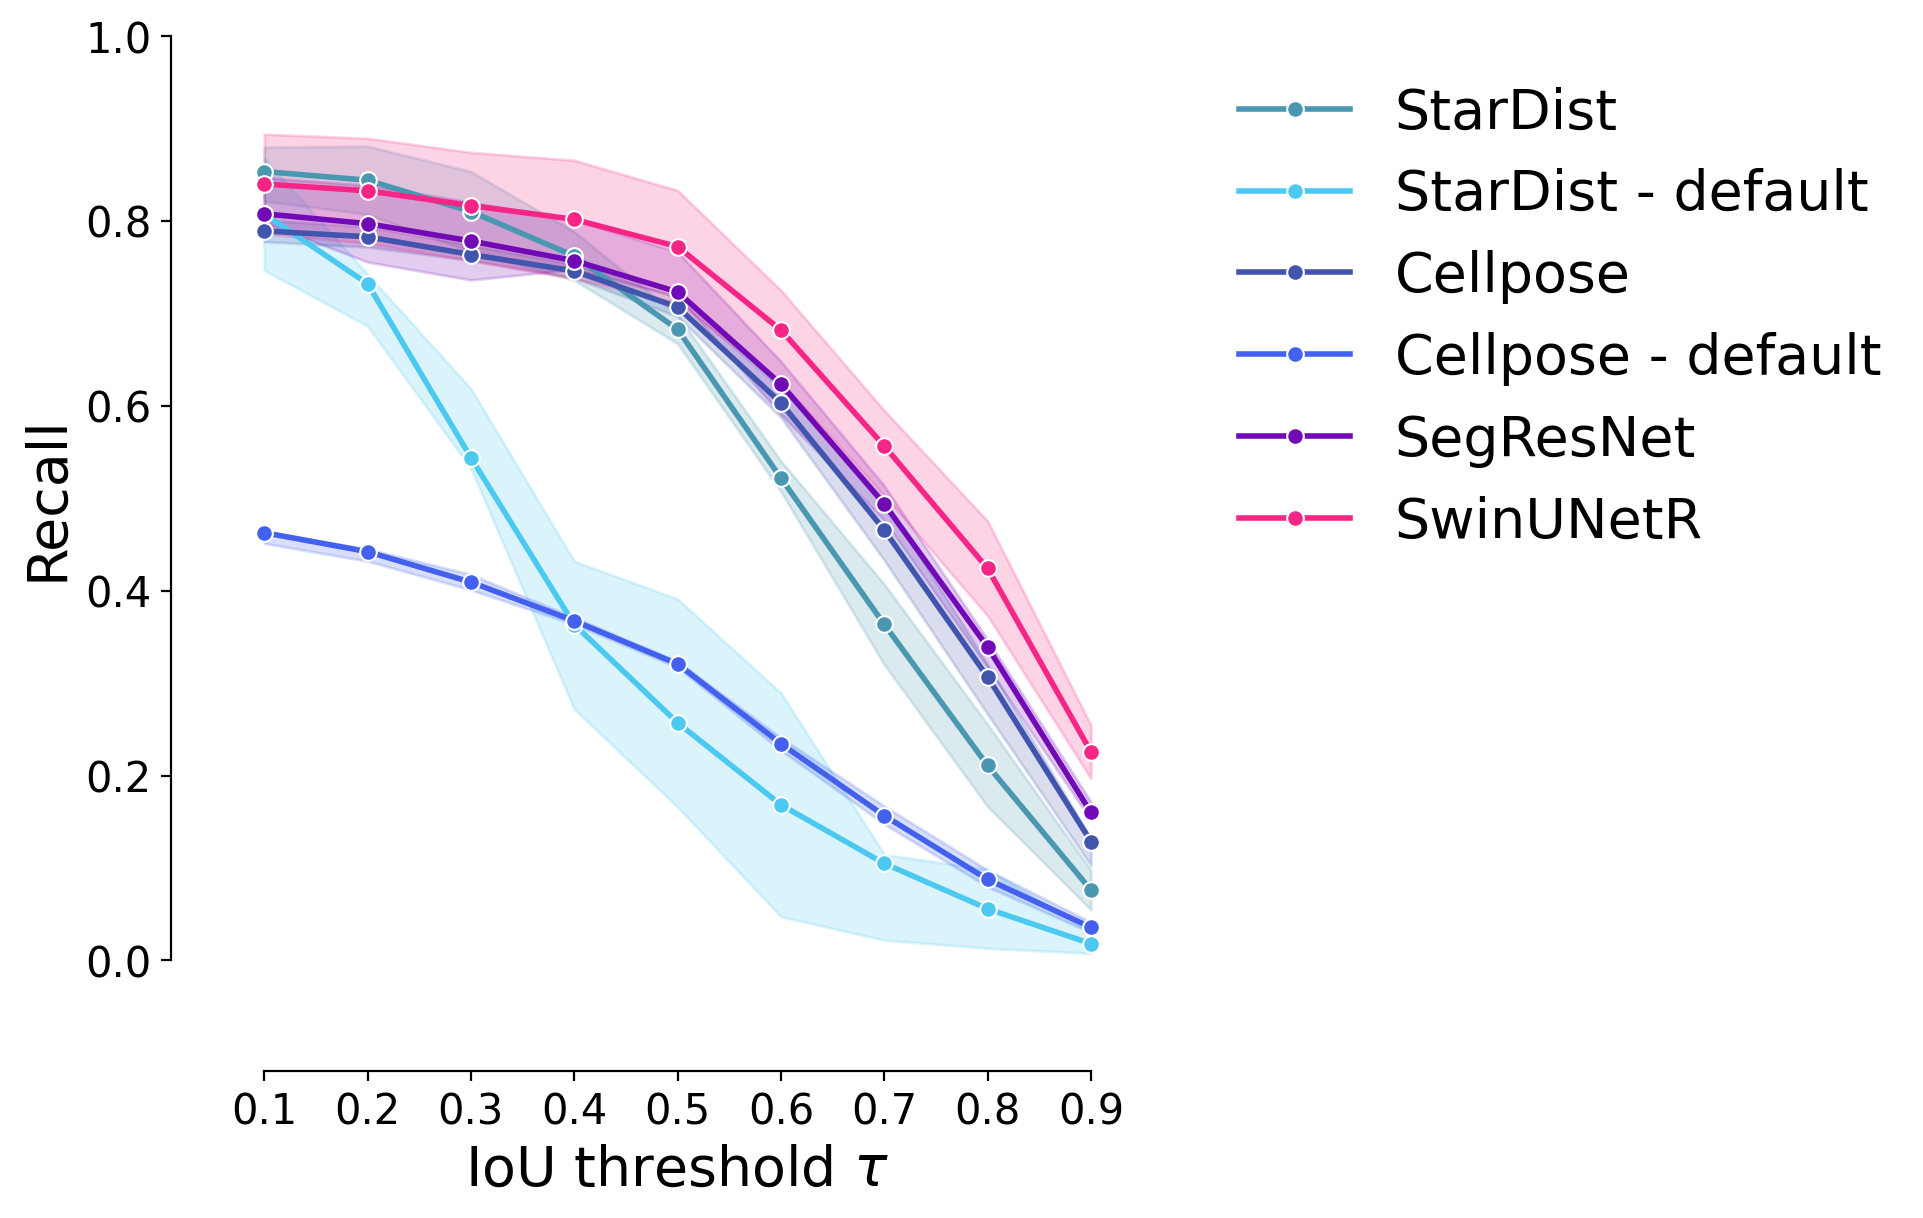 1.0
0.8
0.6
0.4
0.2
0.0
Recall
0.1 0.2 0.3 0.4 0.5 0.6 0.7 0.8 0.9
IoU threshold τ
StarDist
StarDist - default
Cellpose
Cellpose - default
SegResNet
SwinUNetR